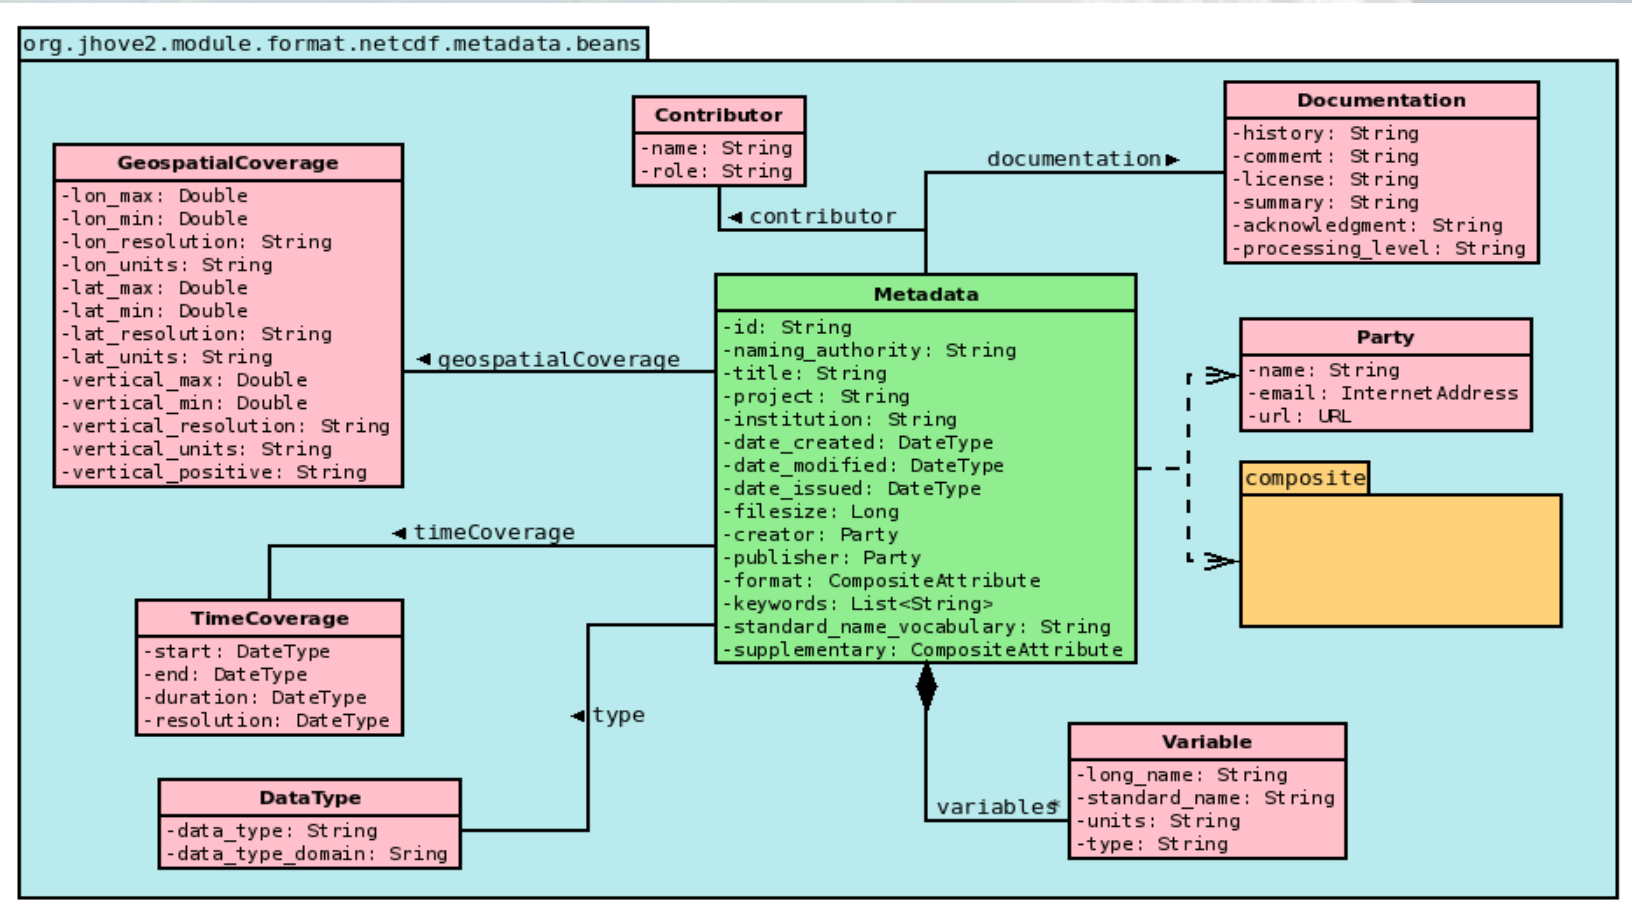 org.jhove2.module.format.netcdf.metadata.beans
GeospatialCoverage
-lon_max: Double
-lon_min: Double
-lon_resolution: String
-lon_units: String
-lat_max: Double
-lat_min: Double
-lat_resolution: String
-lat_units: String
-vertical_max: Double
-vertical_min: Double
-vertical_resolution: String
-vertical_units: String
-vertical_positive: String
Contributor
-name: String
-role: String
contributor
documentation
Documentation
-history: String
-comment: String
-license: String
-summary: String
-acknowledgment: String
-processing_level: String
geospatialCoverage
Metadata
-id: String
-naming_authority: String
-title: String
-project: String
-institution: String
-date_created: DateType
-date_modified: DateType
-date_issued: DateType
-filesize: Long
-creator: Party
-publisher: Party
-format: CompositeAttribute
-keywords: List<String>
-standard_name_vocabulary: String
-supplementary: CompositeAttribute
Party
-name: String
-email: InternetAddress
-url: URL
composite
timeCoverage
TimeCoverage
-start: DateType
-end: DateType
-duration: DateType
-resolution: DateType
type
DataType
-data_type: String
-data_type_domain: Sring
variables*
Variable
-long_name: String
-standard_name: String
-units: String
-type: String